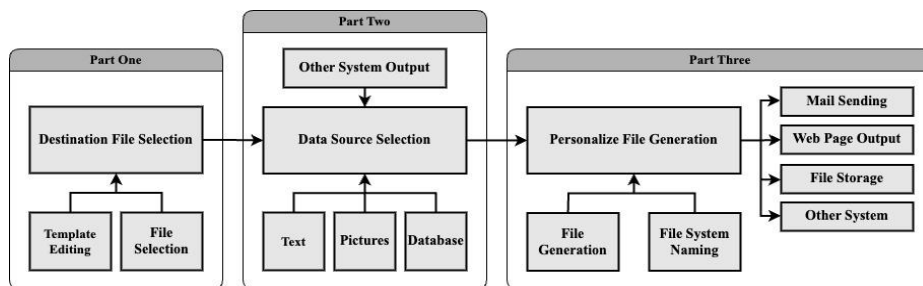 Part One
Destination File Selection
Template
Editing
File
Selection
Part Two
Other System Output
Data Source Selection
Text
Pictures
Database
Part Three
Personalize File Generation
File
Generation
File System
Naming
Mail Sending
Web Page Output
File Storage
Other System